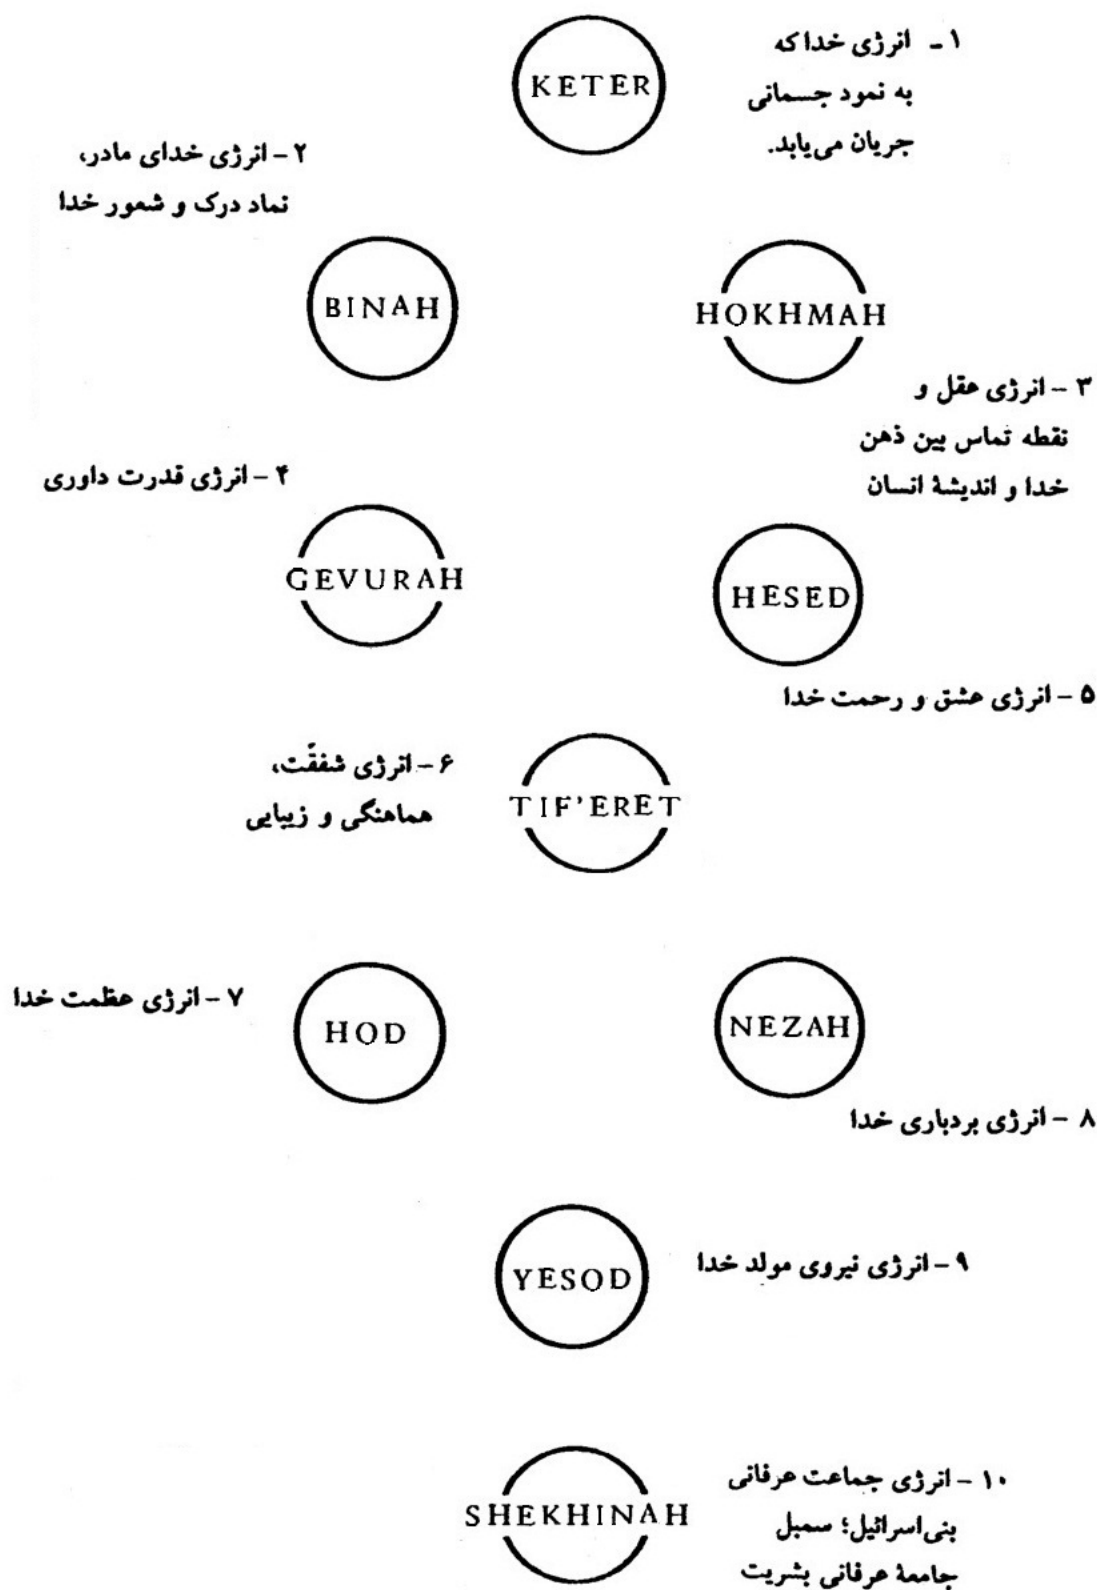 KETER
۱ـ انرژی خدا که
به نمود جسمانی
جریان می‌یابد.
۲ – انرژی خدای مادر،
نماد درک و شعور خدا
BINAH
HOKHMAH
۳ – انرژی عقل و
نقطه تماس بین ذهن
خدا و اندیشهٔ انسان
۴ – انرژی قدرت داوری
GEVURAH
HESED
۵ – انرژی عشق و رحمت خدا
۶ – انرژی شفقّت،
هماهنگی و زیبایی
TIF'ERET
۷ – انرژی عظمت خدا
HOD
NEZAH
۸ – انرژی بردباری خدا
YESOD
۹ – انرژی نیروی مولد خدا
SHEKHINAH
۱۰ – انرژی جماعت عرفانی
بنی‌اسرائیل؛ سمبل
جامعهٔ عرفانی بشریت